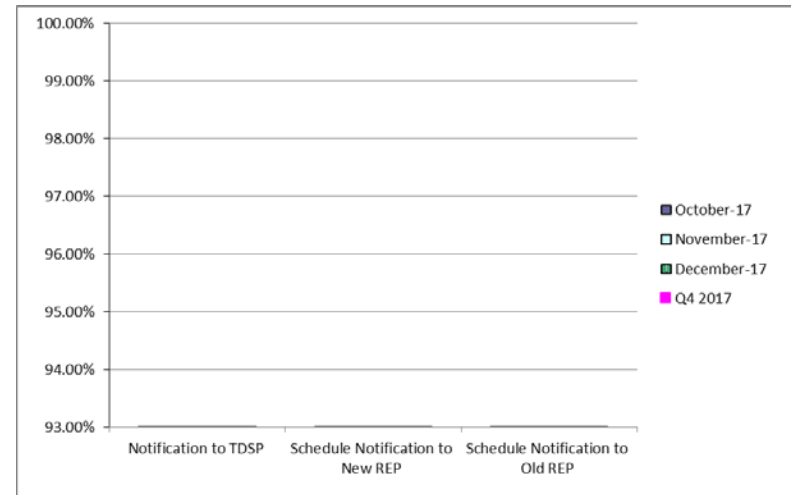 100.00%
99.00%
98.00%
97.00%
96.00%
95.00%
94.00%
93.00%
Notification to TDSP
Schedule Notification to
New REP
Schedule Notification to
Old REP
October-17
November-17
December-17
Q4 2017